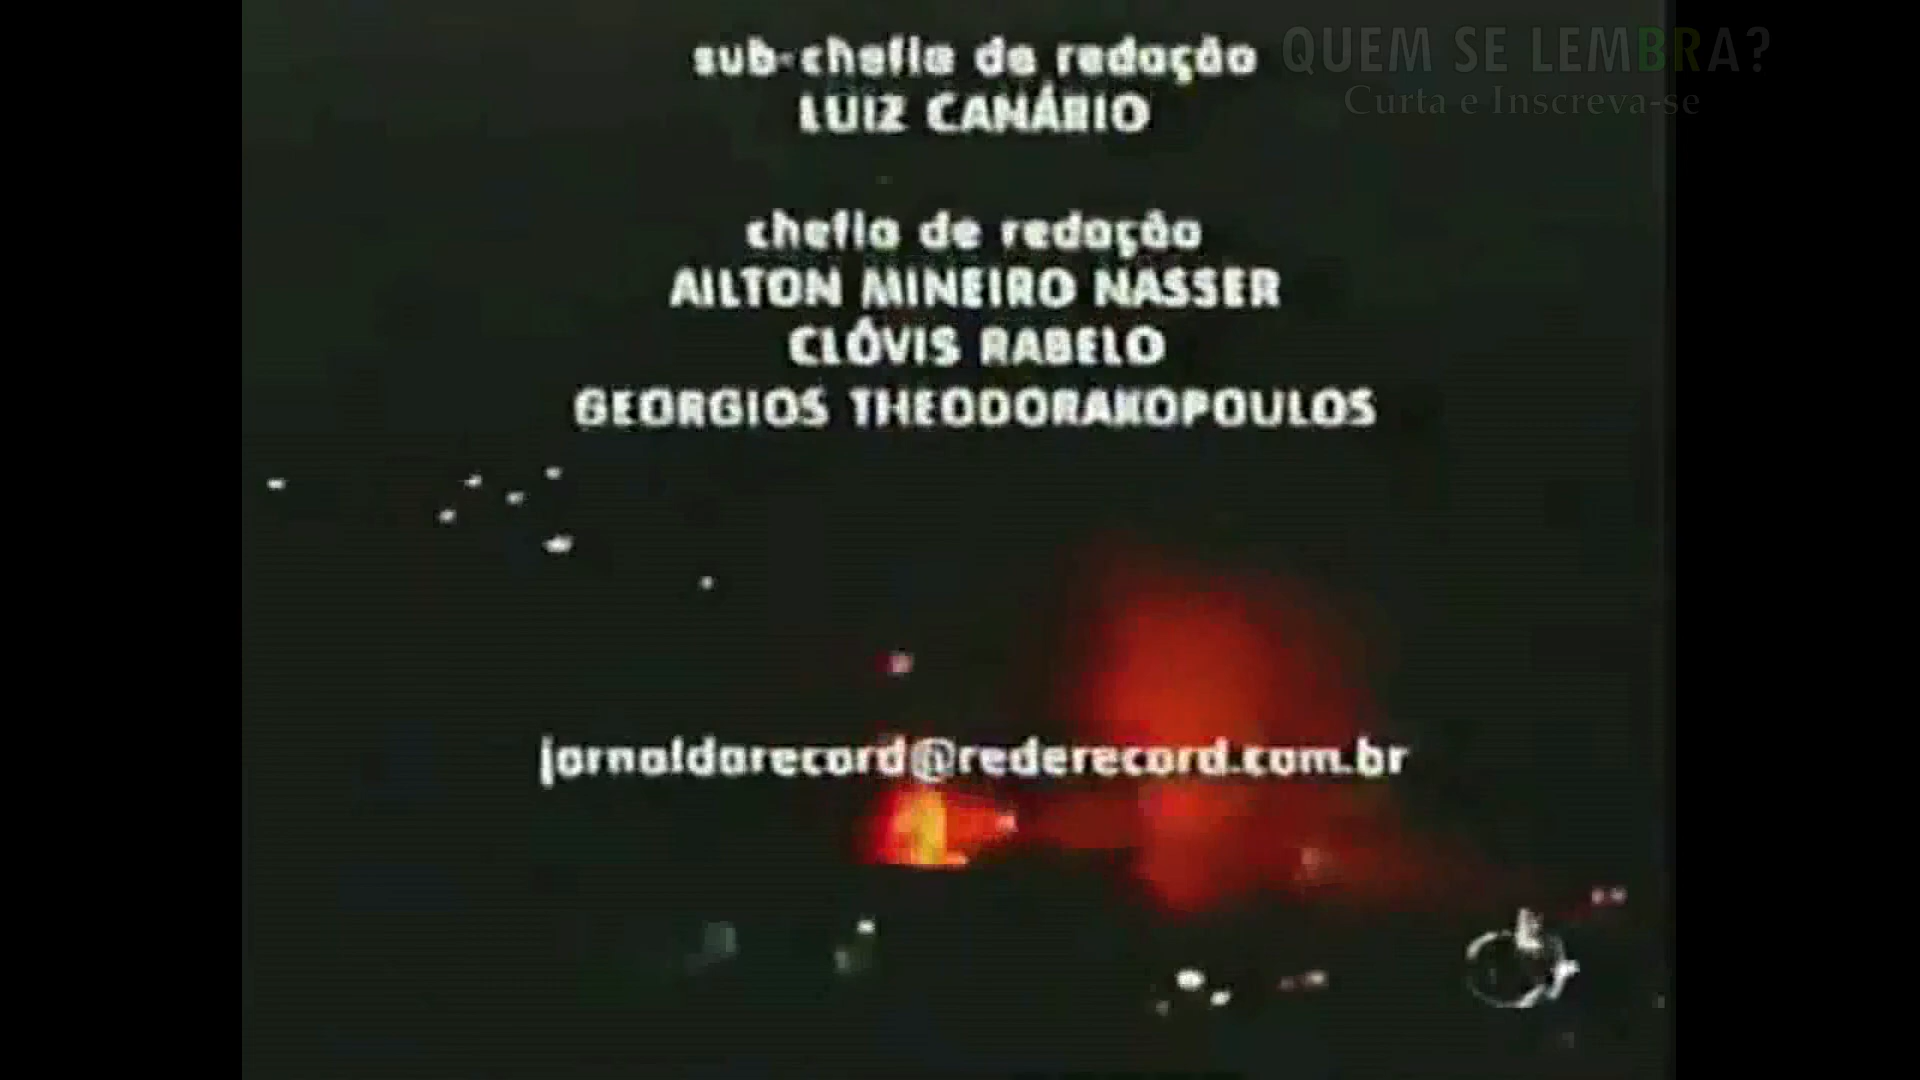 sub-chefia de redação
LUIZ CANÁRIO
chefia de redação
AILTON MINEIRO NASSER
CLÓVIS RABELO
GEORGIOS THEODORAKOPOULOS
jornaldarecord@rederecord.com.br
QUEM SE LEMBRA?
Curta e Inscreva-se